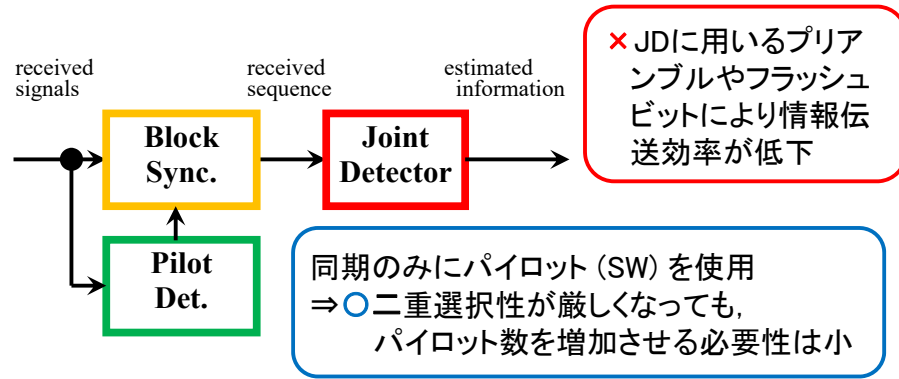 received
signals
Block
Sync.
received
sequence
Joint
Detector
estimated
information
Pilot
Det.
×JDに用いるプリア
ンブルやフラッシュ
ビットにより情報伝
送効率が低下
同期のみにパイロット (SW) を使用
⇒○二重選択性が厳しくなっても,
パイロット数を増加させる必要性は小